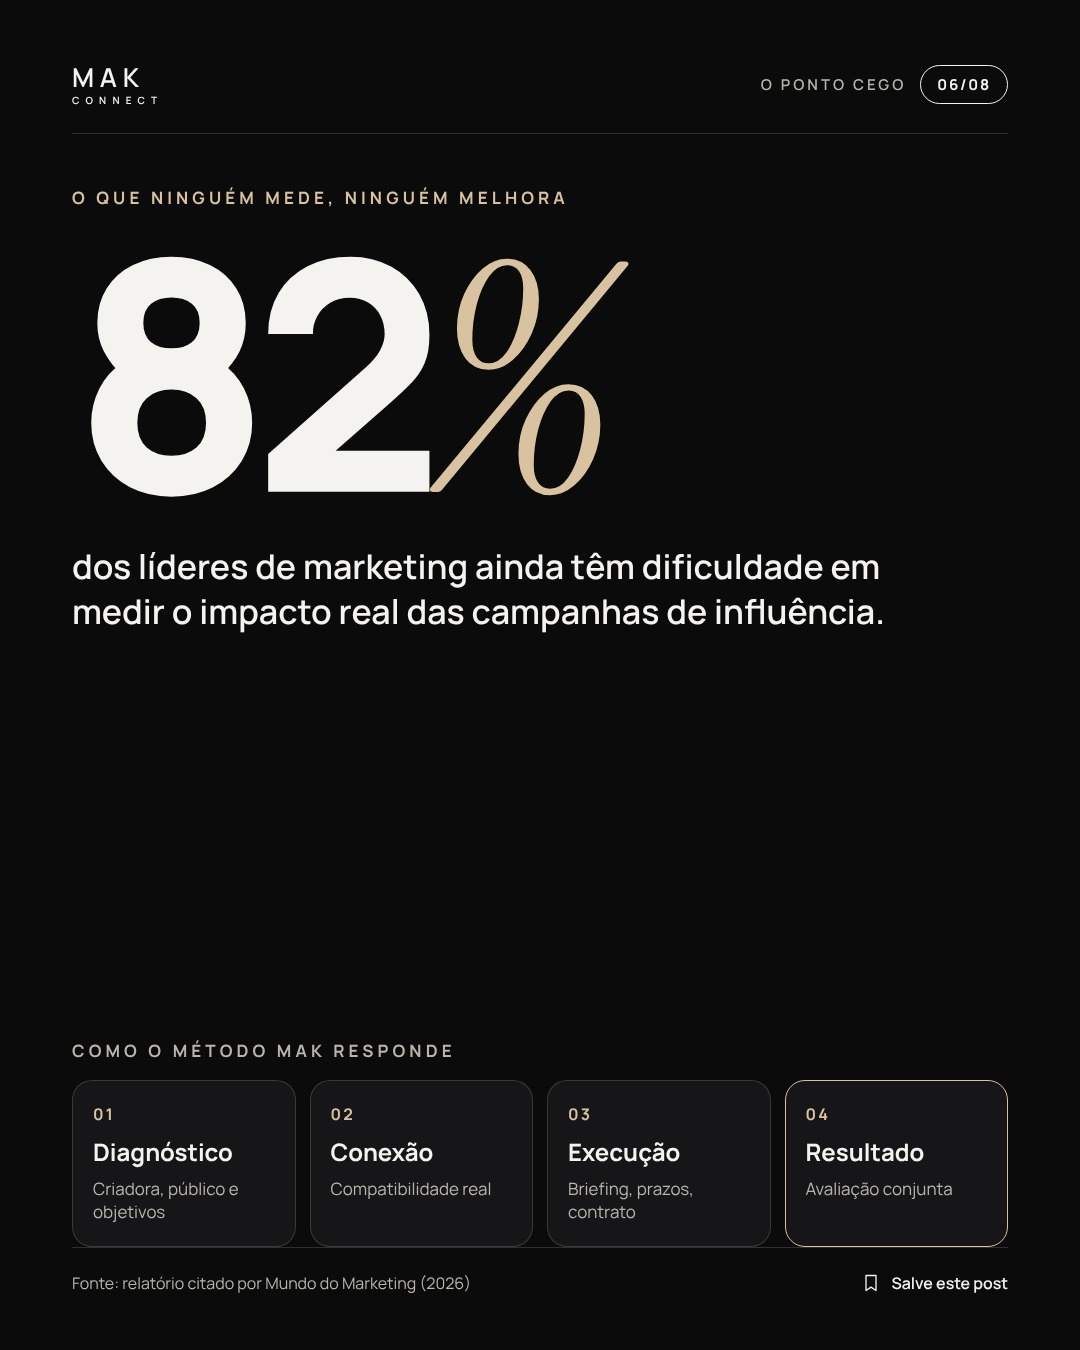 MAK
CONNECT
O PONTO CEGO
06/08
O QUE NINGUÉM MEDE, NINGUÉM MELHORA
82%
dos líderes de marketing ainda têm dificuldade em
medir o impacto real das campanhas de influência.
COMO O MÉTODO MAK RESPONDE
01
Diagnóstico
Criadora, público e
objetivos
02
Conexão
Compatibilidade real
03
Execução
Briefing, prazos,
contrato
04
Resultado
Avaliação conjunta
Fonte: relatório citado por Mundo do Marketing (2026)
Salve este post